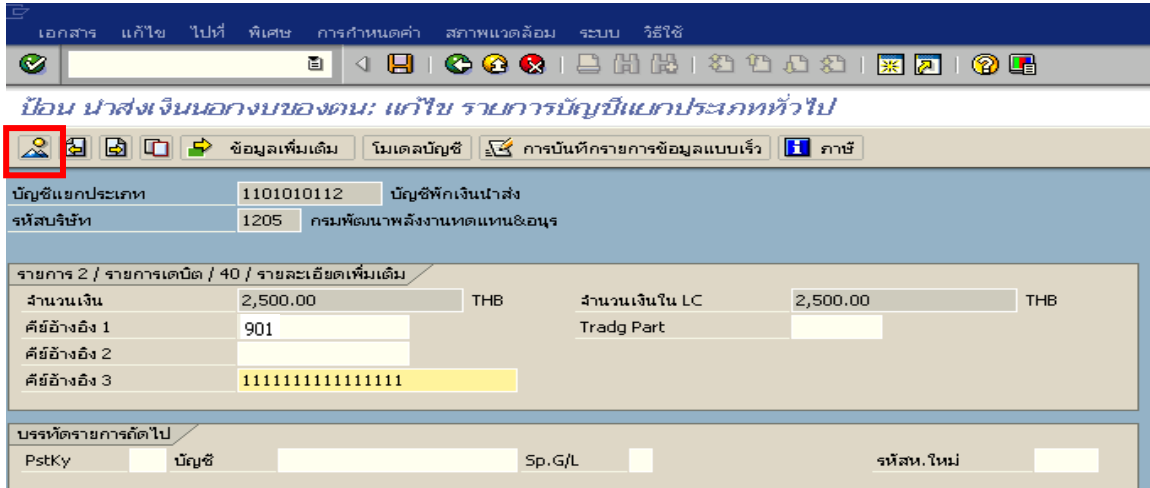 เอกสาร แก้ไข ไปที่ พิเศษ การกำหนดค่า สภาพแวดล้อม ระบบ วิธีใช้
ป้อน นำส่งเงินนอกงบของตน: แก้ไข รายการบัญชีแยกประเภททั่วไป
ข้อมูลเพิ่มเติม โมเดลบัญชี การบันทึกรายการข้อมูลแบบเร็ว ภาษี
บัญชีแยกประเภท 1101010112 บัญชีพักเงินนำส่ง
รหัสบริษัท 1205 กรมพัฒนาพลังงานทดแทน&อนุร
รายการ 2 / รายการเดบิต / 40 / รายละเอียดเพิ่มเติม
จำนวนเงิน 2,500.00 THB จำนวนเงินใน LC 2,500.00 THB
คีย์อ้างอิง 1 901 Tradg Part
คีย์อ้างอิง 2
คีย์อ้างอิง 3 1111111111111111
บรรทัดรายการถัดไป
PstKy บัญชี Sp.G/L รหัสห.ใหม่